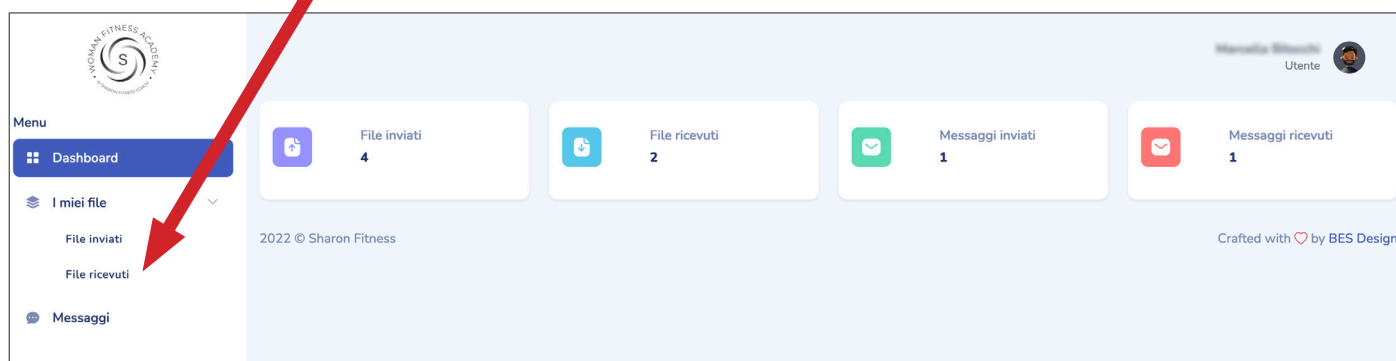 WOMAN FITNESS ACADEMY
S
Menu
Dashboard
I miei file
File inviati
File ricevuti
Messaggi
Utente
File inviati
4
File ricevuti
2
Messaggi inviati
1
Messaggi ricevuti
1
2022 © Sharon Fitness
Crafted with ♡ by BES Design